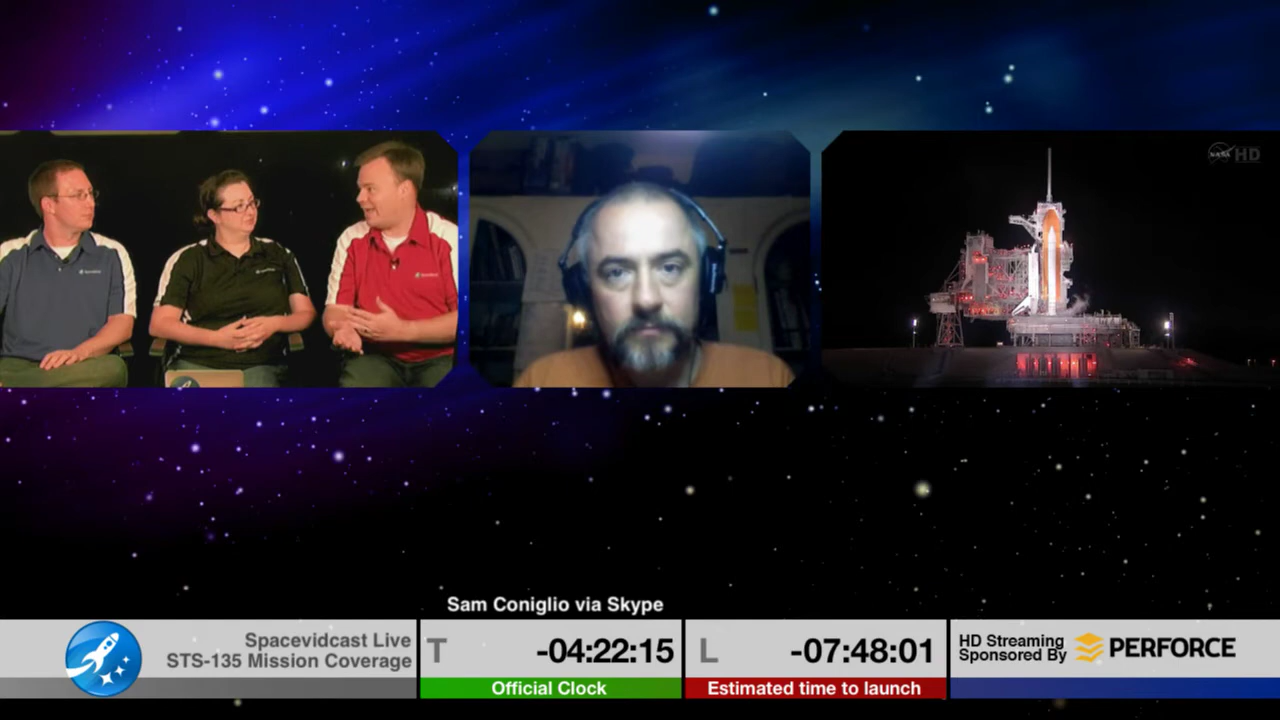 NASA HD
Sam Coniglio via Skype
Spacevidcast Live
STS-135 Mission Coverage
T -04:22:15
Official Clock
L -07:48:01
Estimated time to launch
HD Streaming
Sponsored By
PERFORCE